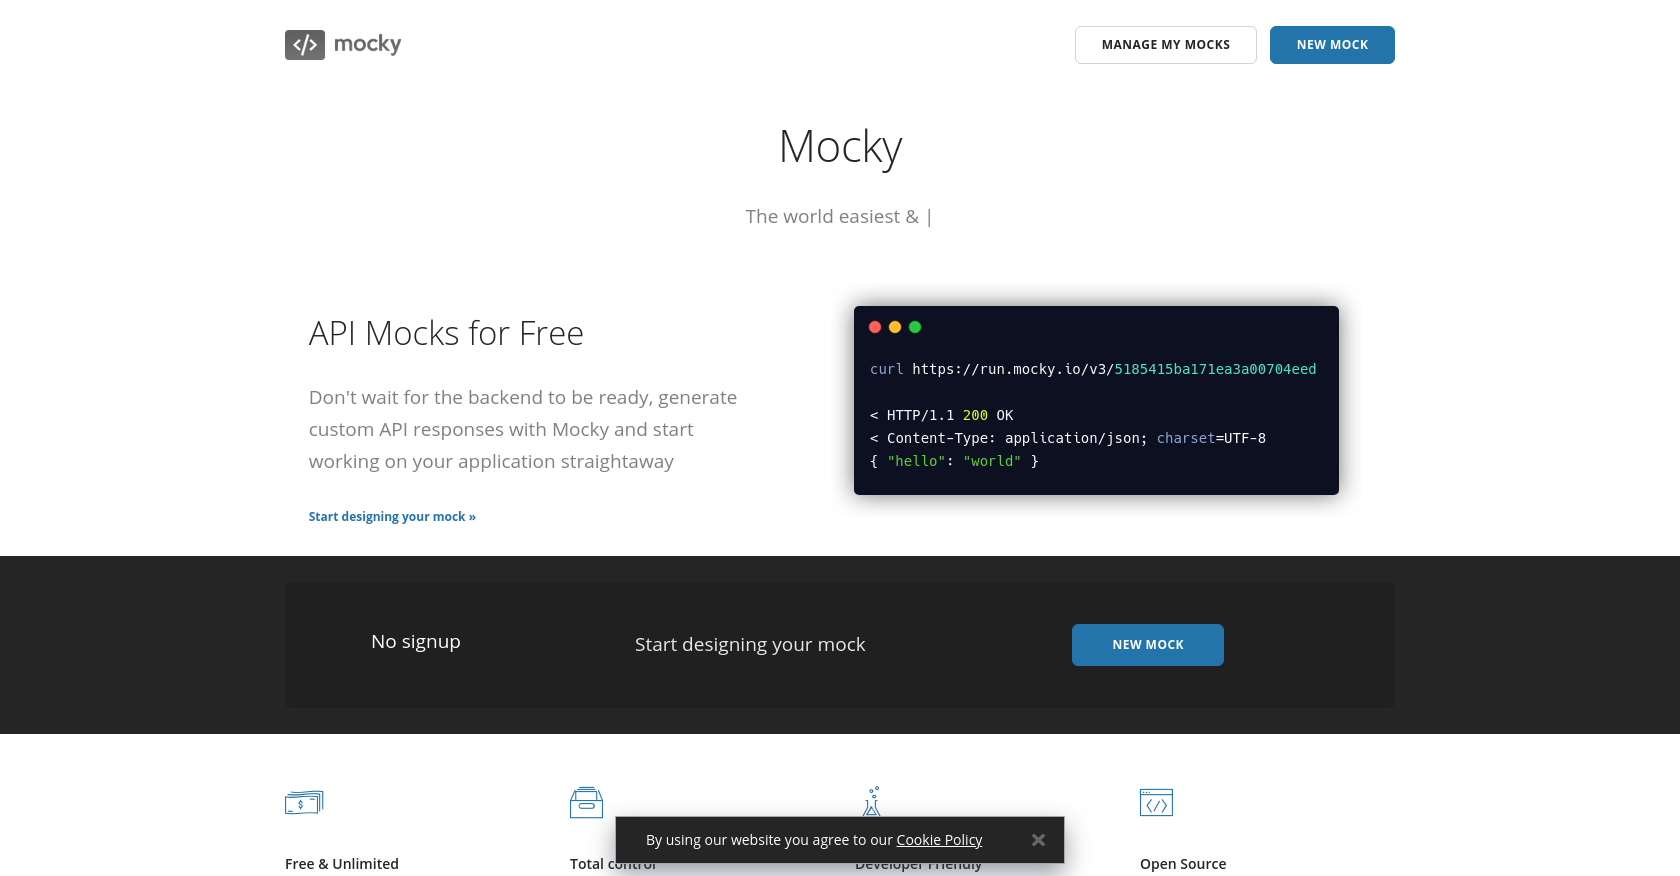 mocky
MANAGE MY MOCKS
NEW MOCK
Mocky
The world easiest & |
API Mocks for Free
Don't wait for the backend to be ready, generate
custom API responses with Mocky and start
working on your application straightaway
Start designing your mock »
curl https://run.mocky.io/v3/5185415ba171ea3a00704eed
< HTTP/1.1 200 OK
< Content-Type: application/json; charset=UTF-8
{ "hello": "world" }
No signup
Start designing your mock
NEW MOCK
By using our website you agree to our Cookie Policy
Free & Unlimited
Total control
Developer Friendly
Open Source